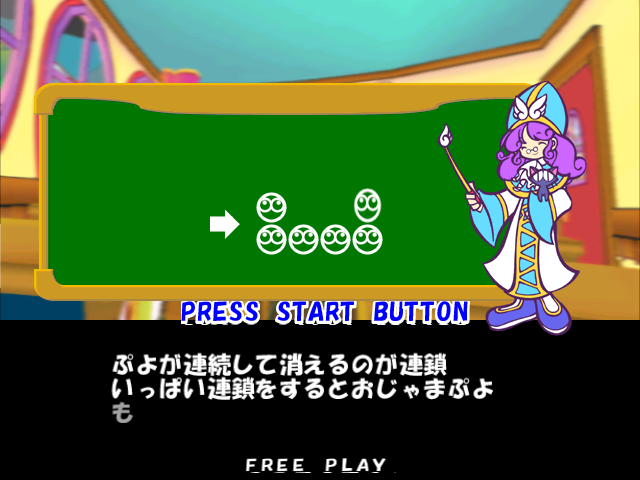 PRESS START BUTTON
ぷよが連続して消えるのが連鎖
いっぱい連鎖をするとおじゃまぷよ
も
FREE PLAY